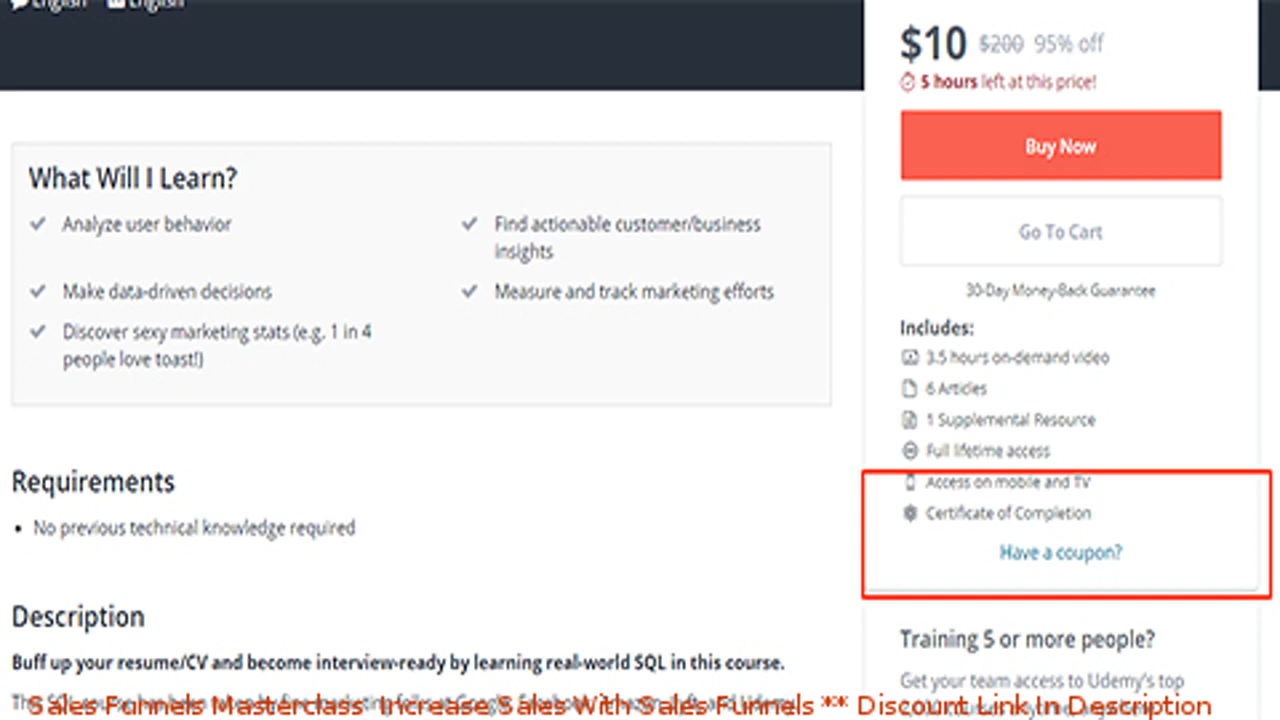 English English
$10 $200 95% off
5 hours left at this price!
Buy Now
Go To Cart
30-Day Money-Back Guarantee
Includes:
3.5 hours on-demand video
6 Articles
1 Supplemental Resource
Full lifetime access
Access on mobile and TV
Certificate of Completion
Have a coupon?
Training 5 or more people?
Get your team access to Udemy's top
What Will I Learn?
Analyze user behavior
Find actionable customer/business
insights
Make data-driven decisions
Measure and track marketing efforts
Discover sexy marketing stats (e.g. 1 in 4
people love toast!)
Requirements
• No previous technical knowledge required
Description
Buff up your resume/CV and become interview-ready by learning real-world SQL in this course.
Sales Funnels Masterclass Increase Sales With Sales Funnels ** Discount Link In Description